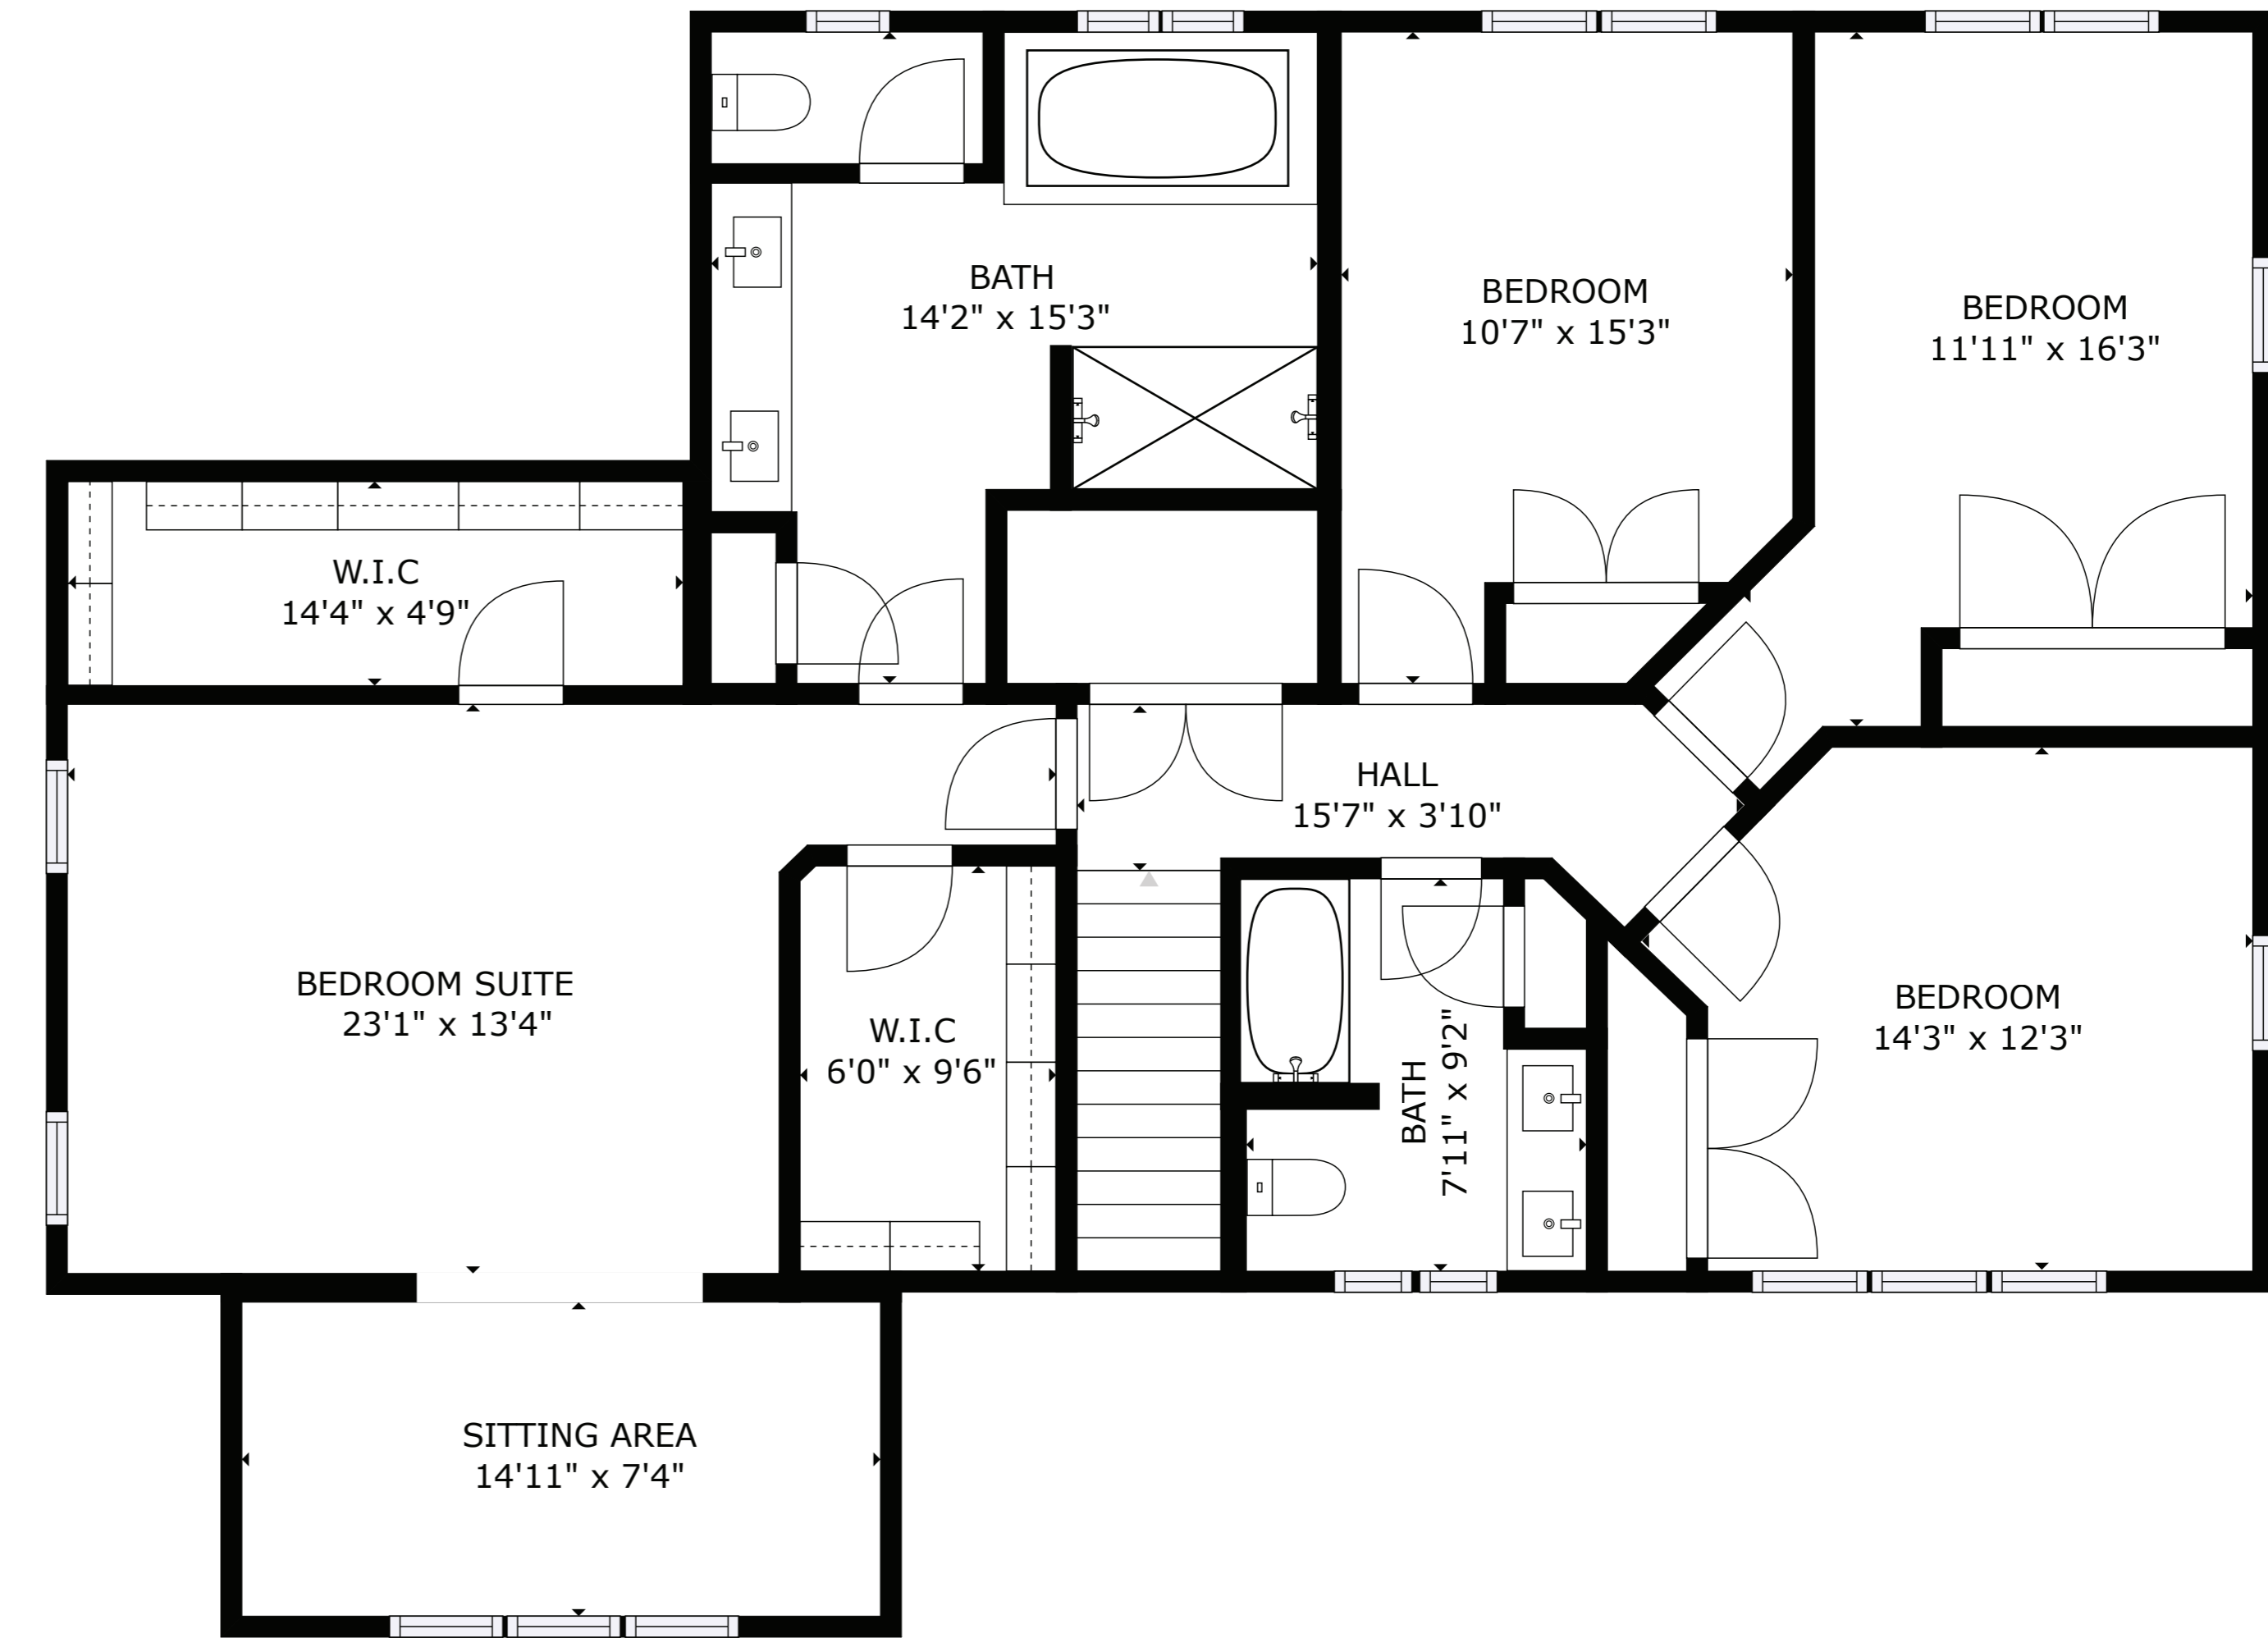 BATH
14'2" x 15'3"
BEDROOM
10'7" x 15'3"
BEDROOM
11'11" x 16'3"
W.I.C
14'4" x 4'9"
HALL
15'7" x 3'10"
BEDROOM SUITE
23'1" x 13'4"
W.I.C
6'0" x 9'6"
BATH
7'11" x 9'2"
BEDROOM
14'3" x 12'3"
SITTING AREA
14'11" x 7'4"